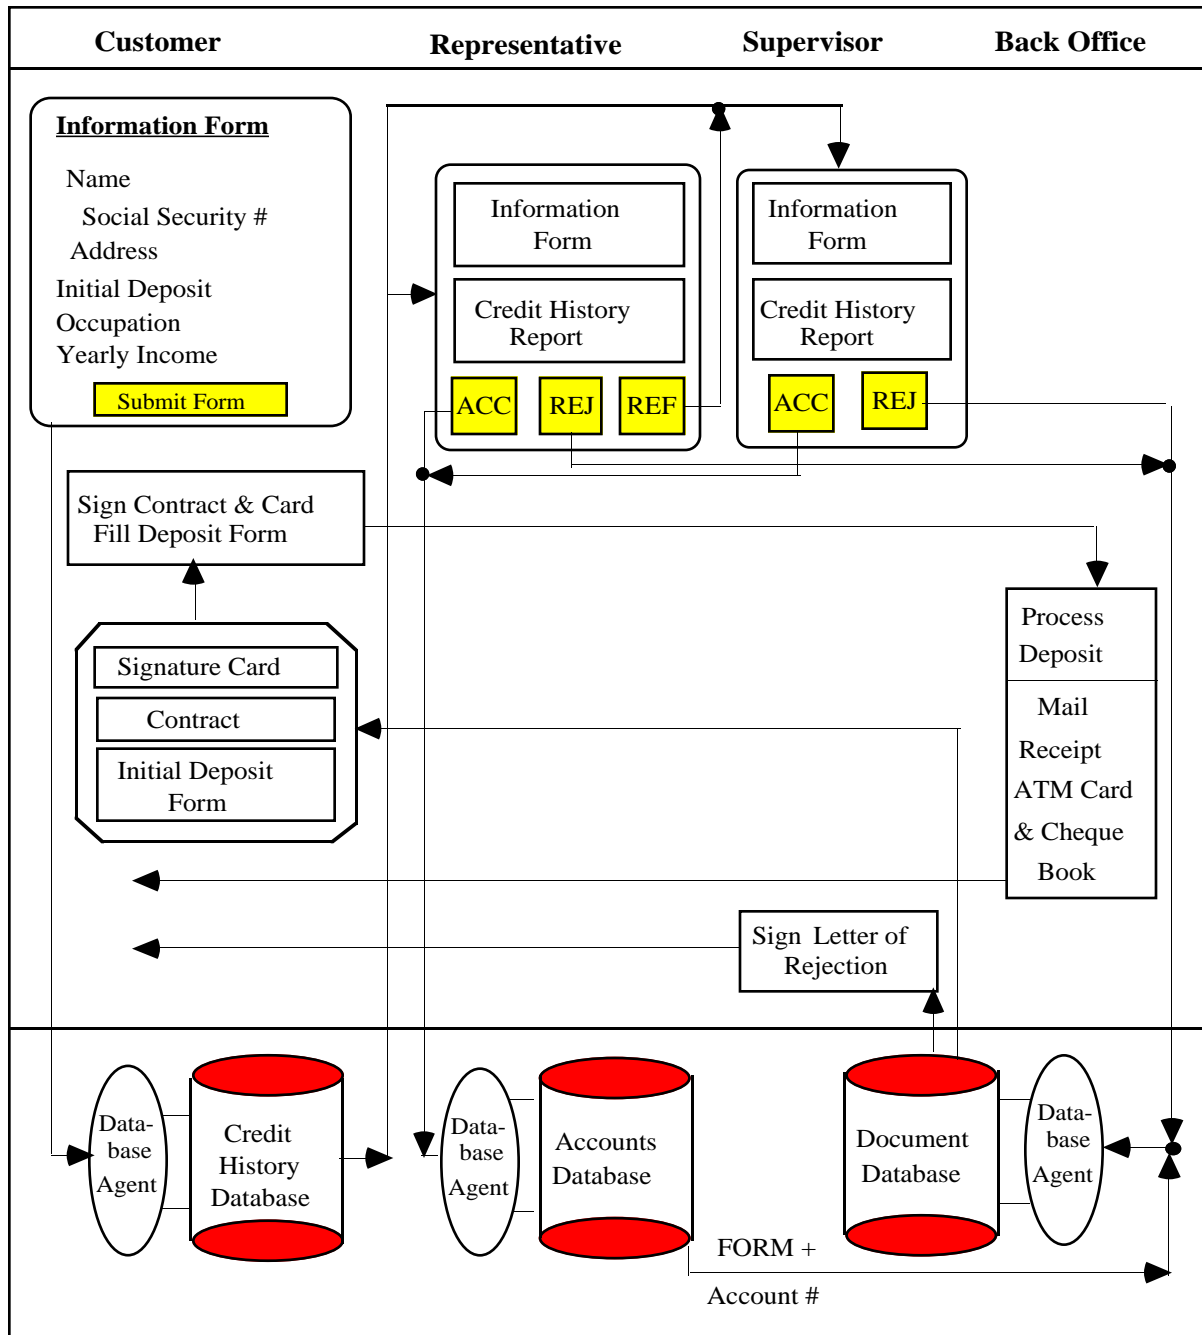 Customer
Representative
Supervisor
Back Office
Information Form
Name
Social Security #
Address
Initial Deposit
Occupation
Yearly Income
Submit Form
Information
Form
Credit History
Report
ACC
REJ
REF
Information
Form
Credit History
Report
ACC
REJ
Sign Contract & Card
Fill Deposit Form
Signature Card
Contract
Initial Deposit
Form
Process
Deposit
Mail
Receipt
ATM Card
& Cheque
Book
Sign Letter of
Rejection
Data-
base
Agent
Credit
History
Database
Data-
base
Agent
Accounts
Database
Document
Database
Data-
base
Agent
FORM +
Account #